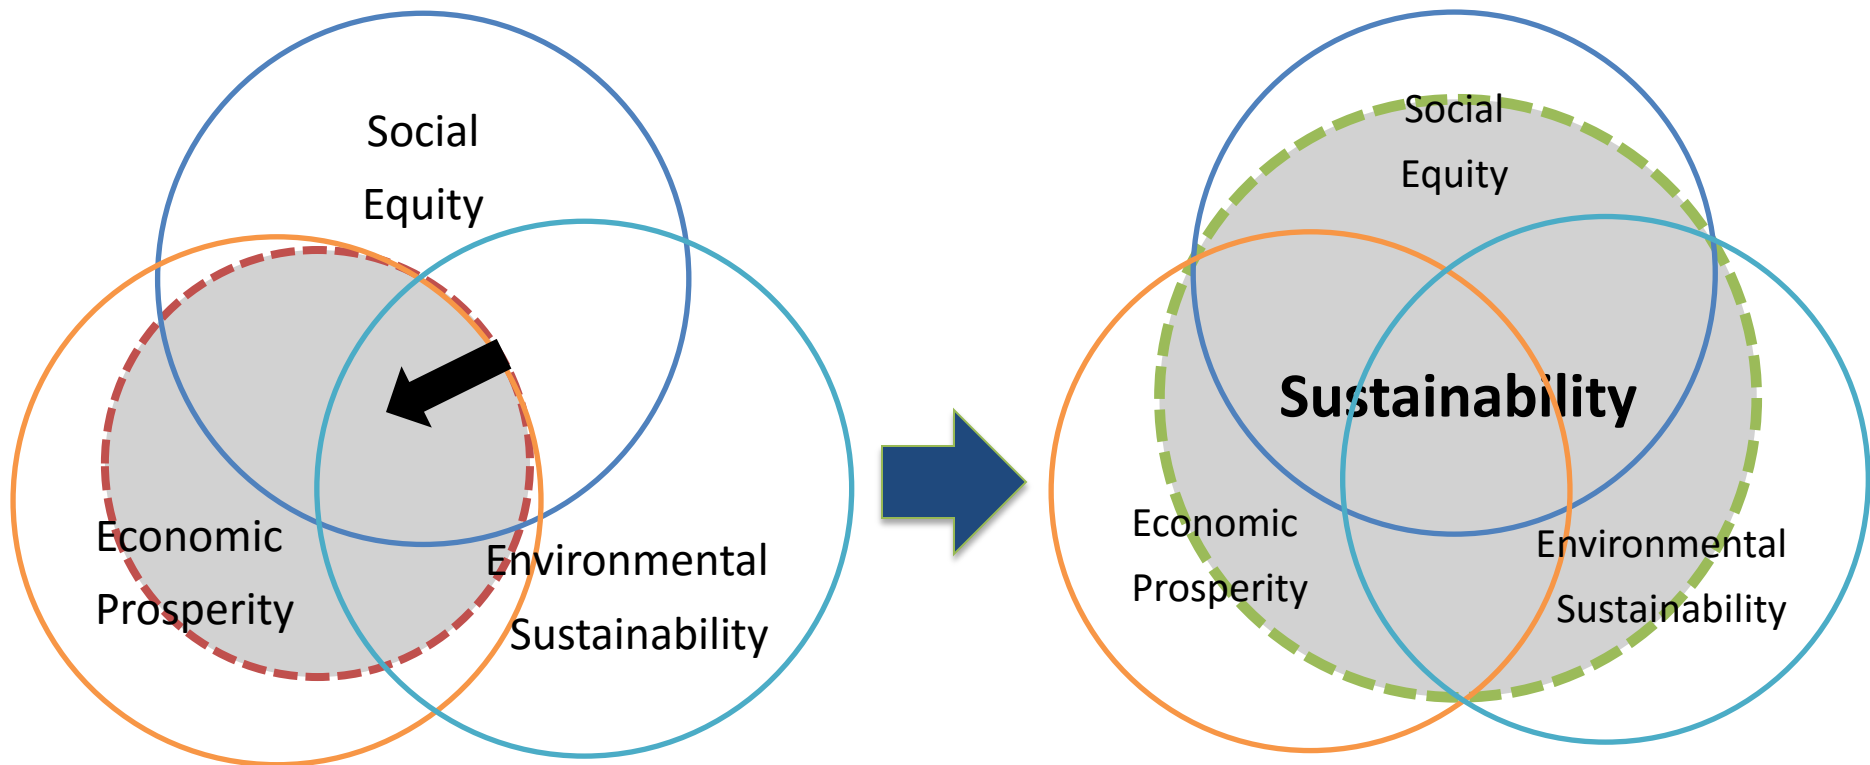 Social
Equity
Economic
Prosperity
Environmental
Sustainability
Social
Equity
Sustainability
Economic
Prosperity
Environmental
Sustainability